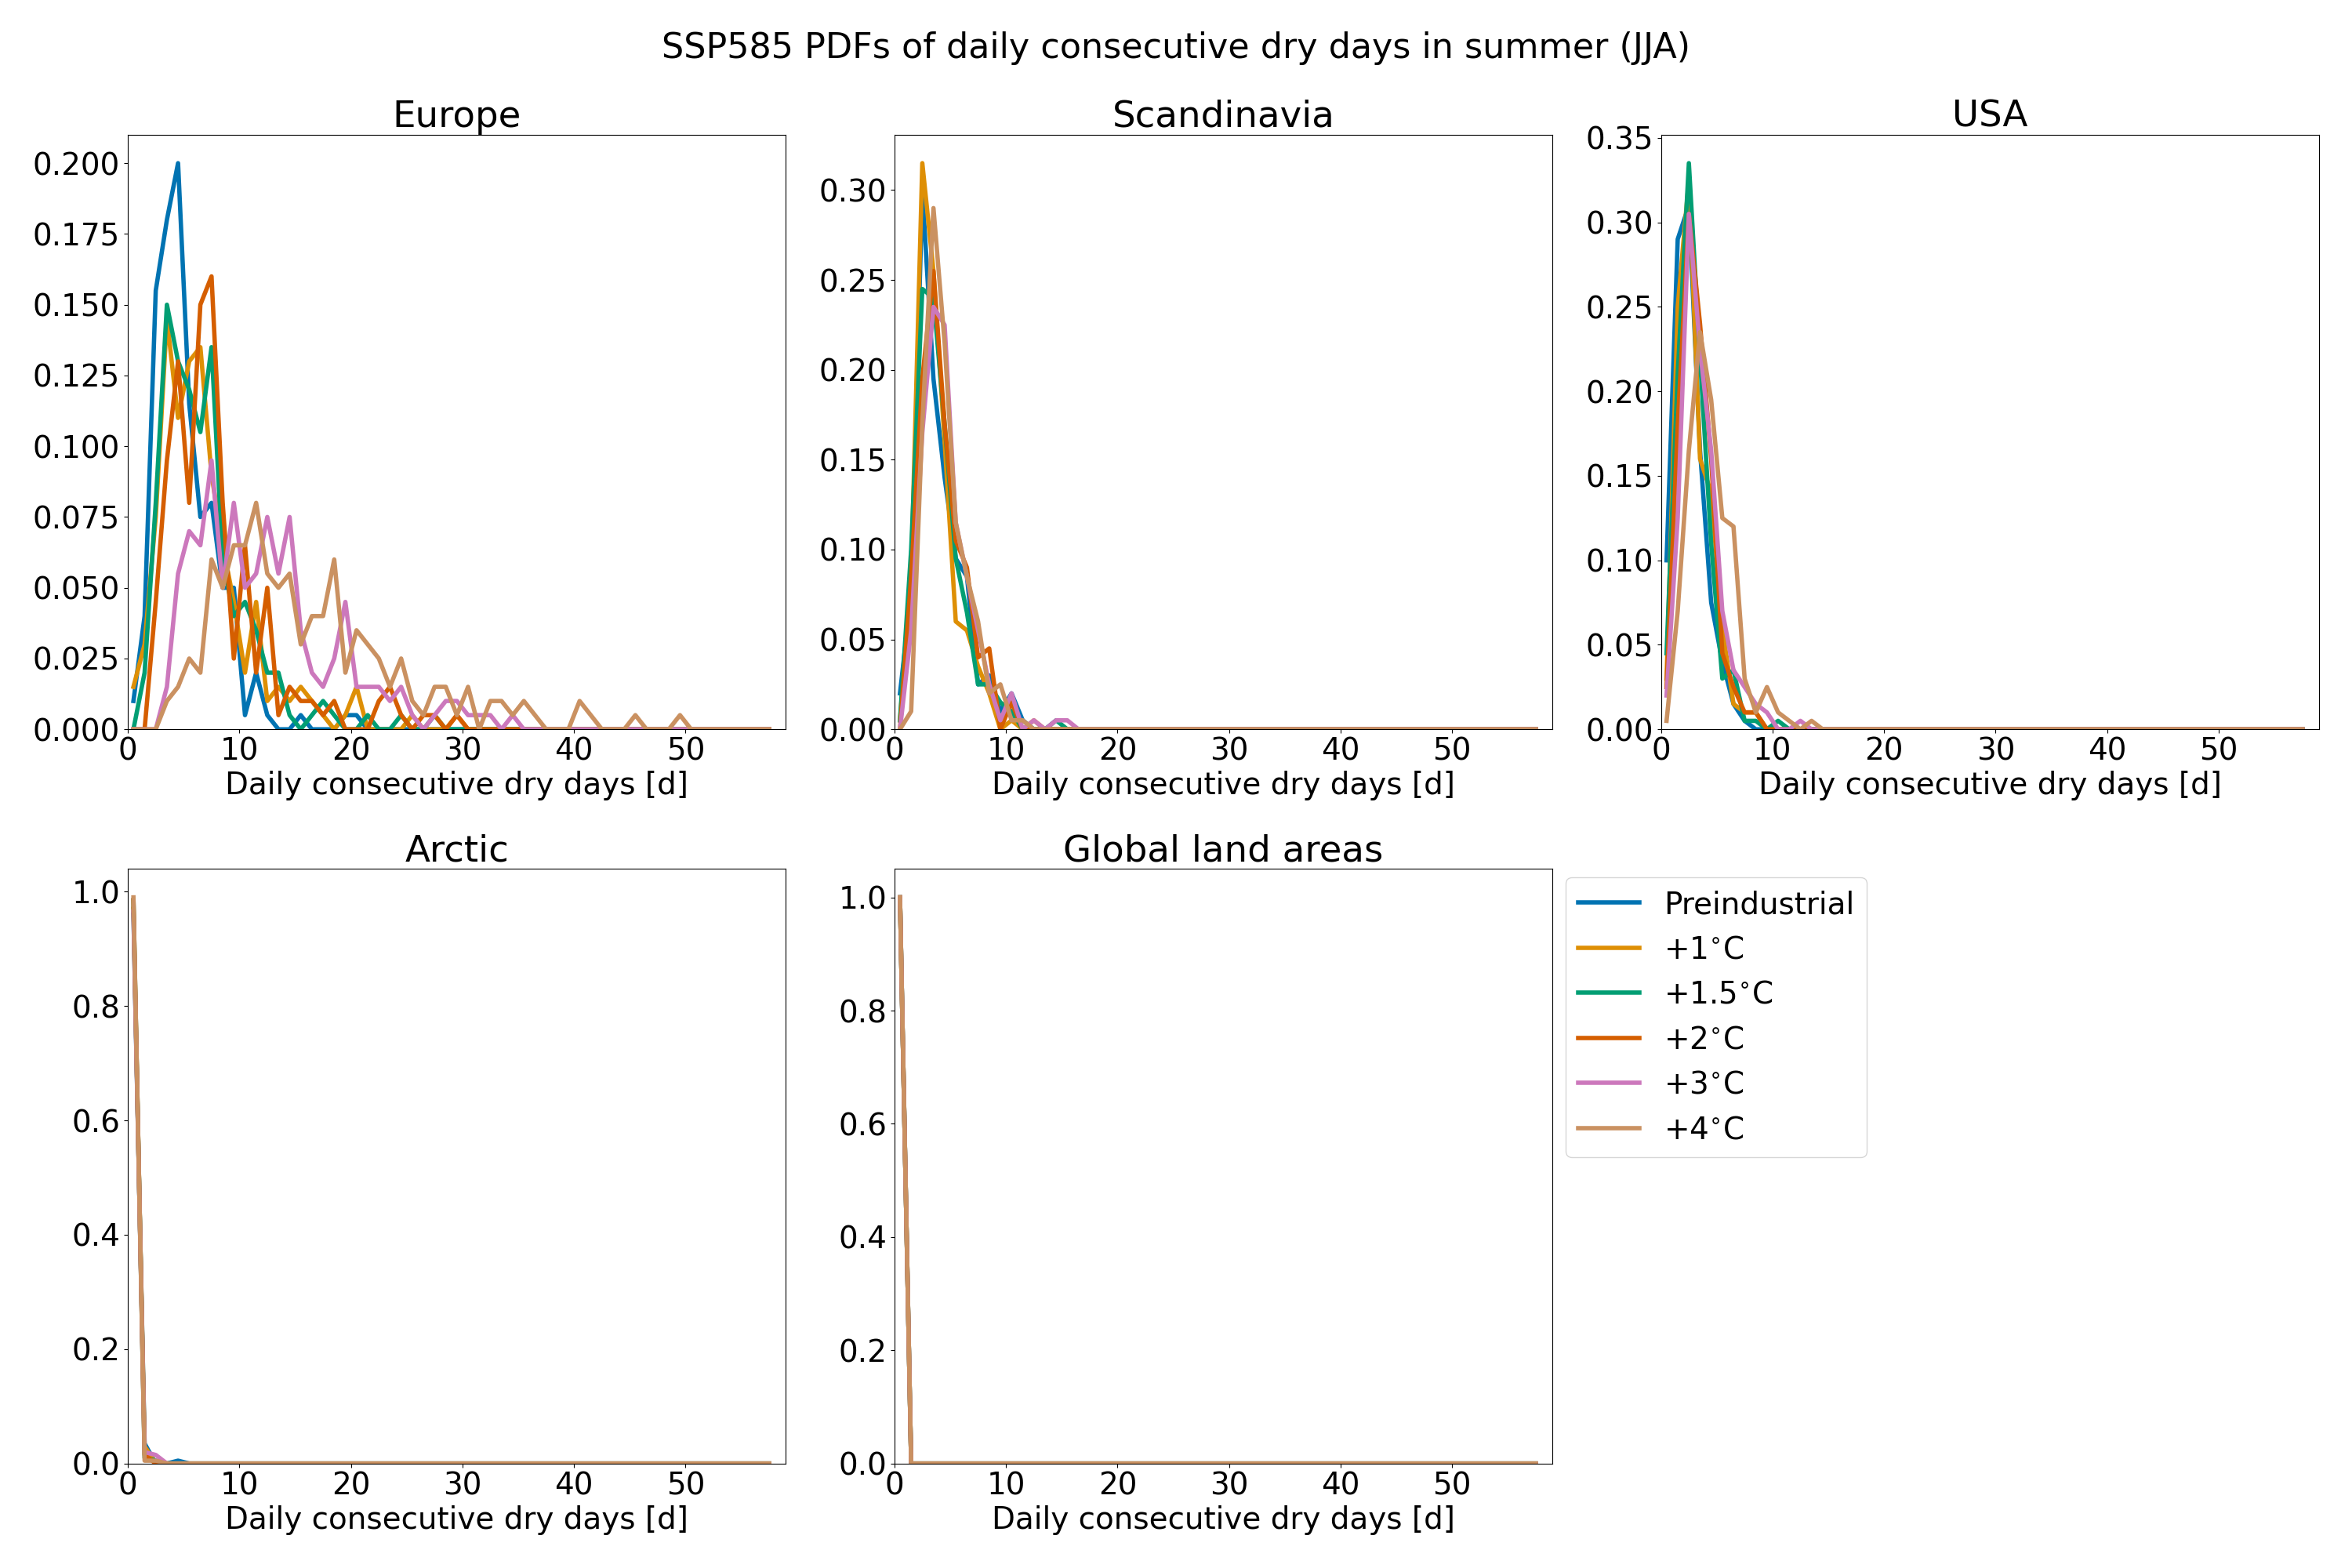 SSP585 PDFs of daily consecutive dry days in summer (JJA)
Europe
0.200
0.175
0.150
0.125
0.100
0.075
0.050
0.025
0.000
0 10 20 30 40 50
Daily consecutive dry days [d]
Scandinavia
0.30
0.25
0.20
0.15
0.10
0.05
0.00
0 10 20 30 40 50
Daily consecutive dry days [d]
USA
0.35
0.30
0.25
0.20
0.15
0.10
0.05
0.00
0 10 20 30 40 50
Daily consecutive dry days [d]
Arctic
1.0
0.8
0.6
0.4
0.2
0.0
0 10 20 30 40 50
Daily consecutive dry days [d]
Global land areas
1.0
0.8
0.6
0.4
0.2
0.0
0 10 20 30 40 50
Daily consecutive dry days [d]
Preindustrial
+1°C
+1.5°C
+2°C
+3°C
+4°C